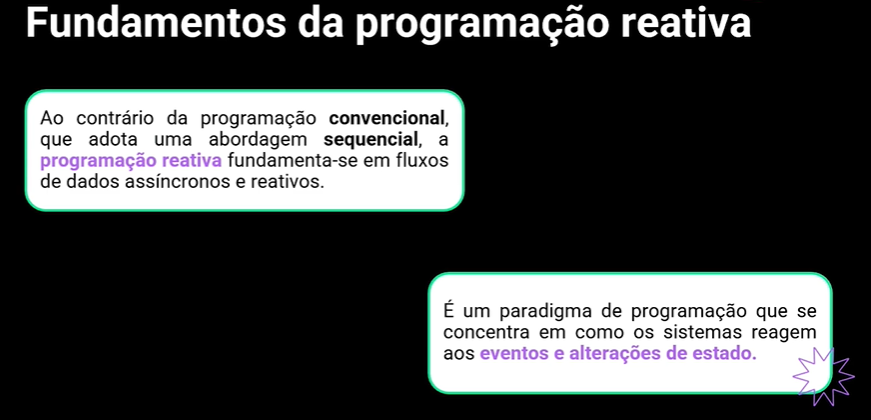 Fundamentos da programação reativa
Ao contrário da programação convencional,
que adota uma abordagem sequencial, a
programação reativa fundamenta-se em fluxos
de dados assíncronos e reativos.
É um paradigma de programação que se
concentra em como os sistemas reagem
aos eventos e alterações de estado.